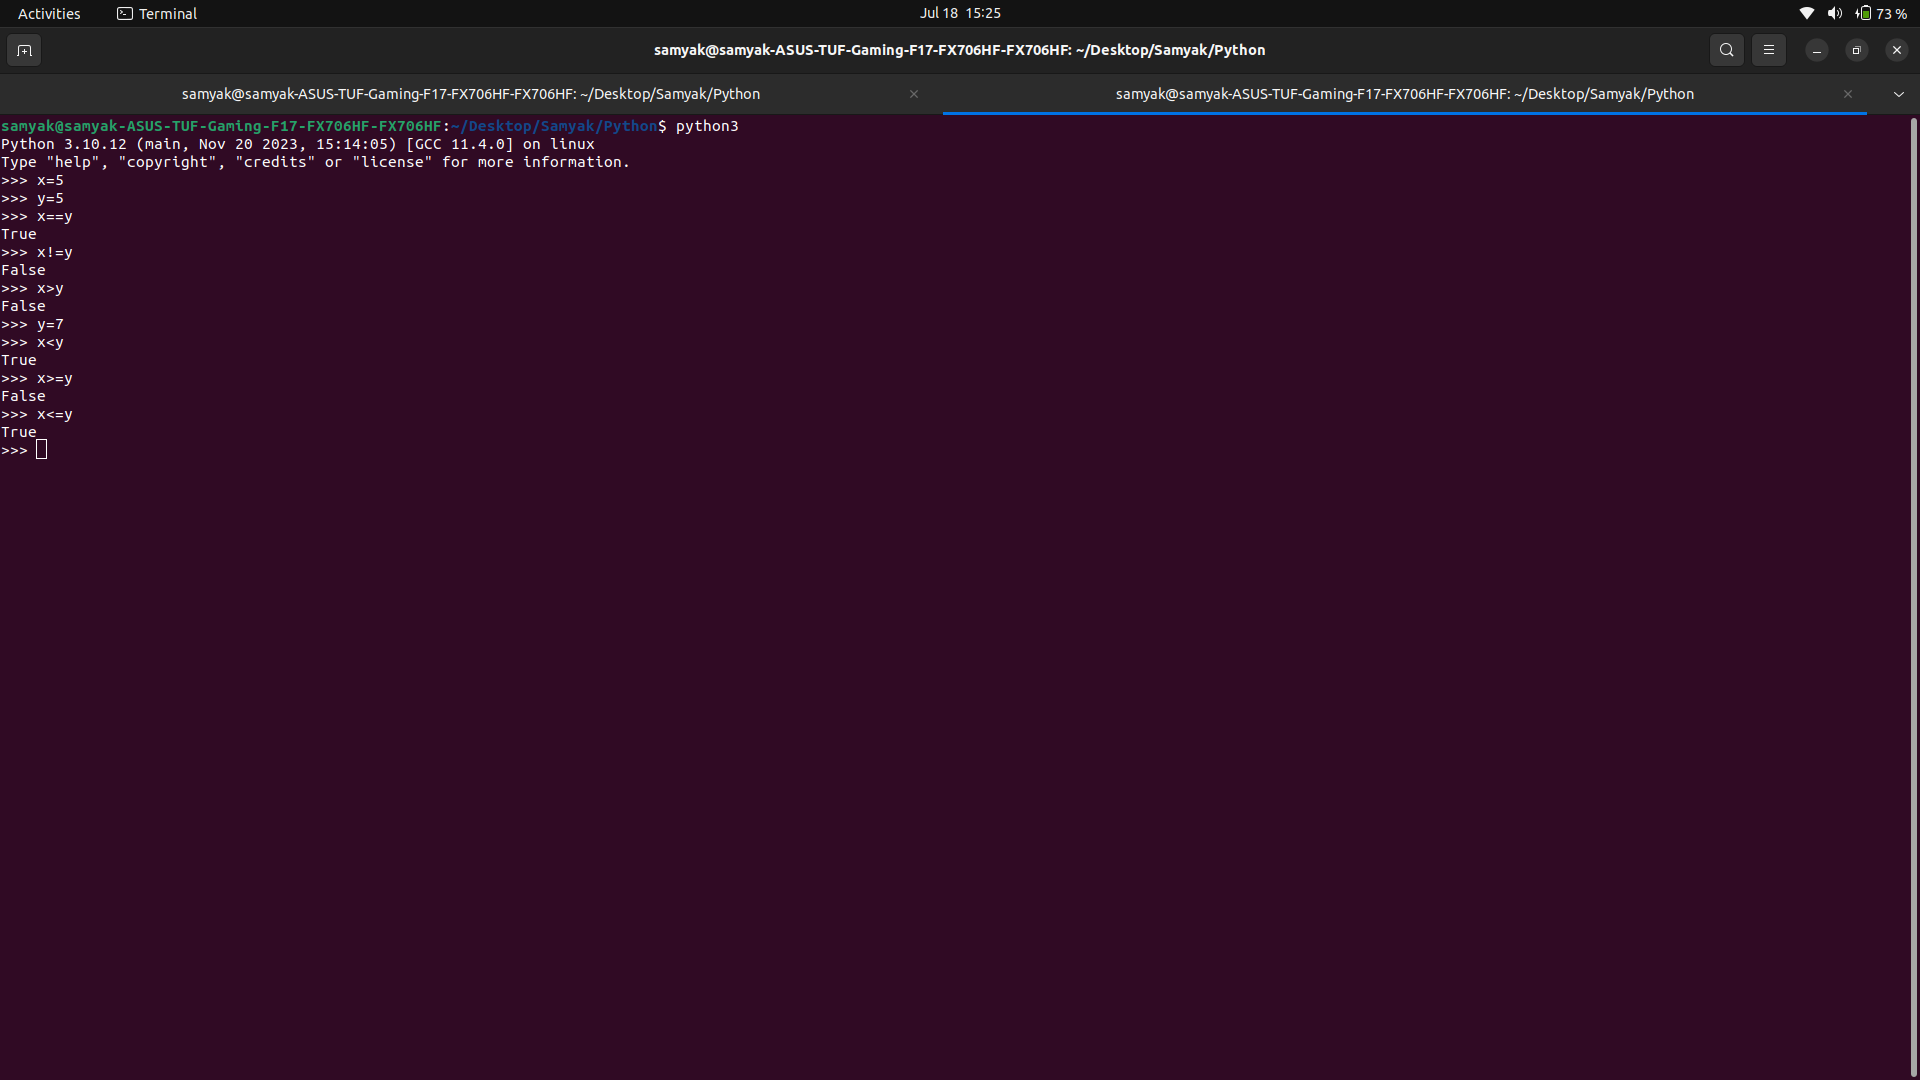 Activities Terminal Jul 18 15:25 73 %
samyak@samyak-ASUS-TUF-Gaming-F17-FX706HF-FX706HF: ~/Desktop/Samyak/Python
samyak@samyak-ASUS-TUF-Gaming-F17-FX706HF-FX706HF: ~/Desktop/Samyak/Python samyak@samyak-ASUS-TUF-Gaming-F17-FX706HF-FX706HF: ~/Desktop/Samyak/Python
samyak@samyak-ASUS-TUF-Gaming-F17-FX706HF-FX706HF:~/Desktop/Samyak/Python$ python3
Python 3.10.12 (main, Nov 20 2023, 15:14:05) [GCC 11.4.0] on linux
Type "help", "copyright", "credits" or "license" for more information.
>>> x=5
>>> y=5
>>> x==y
True
>>> x!=y
False
>>> x>y
False
>>> y=7
>>> x<y
True
>>> x>=y
False
>>> x<=y
True
>>>